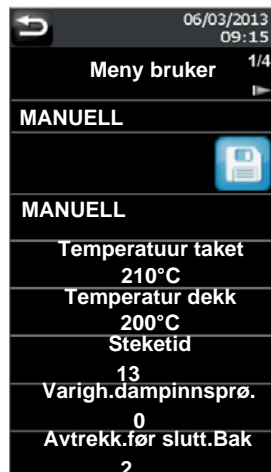 06/03/2013
09:15
Meny bruker 1/4
MANUELL
MANUELL
Temperatuur taket
210°C
Temperatur dekk
200°C
Steketid
13
Varigh.dampinnsprø.
0
Avtrekk.før slutt.Bak
2